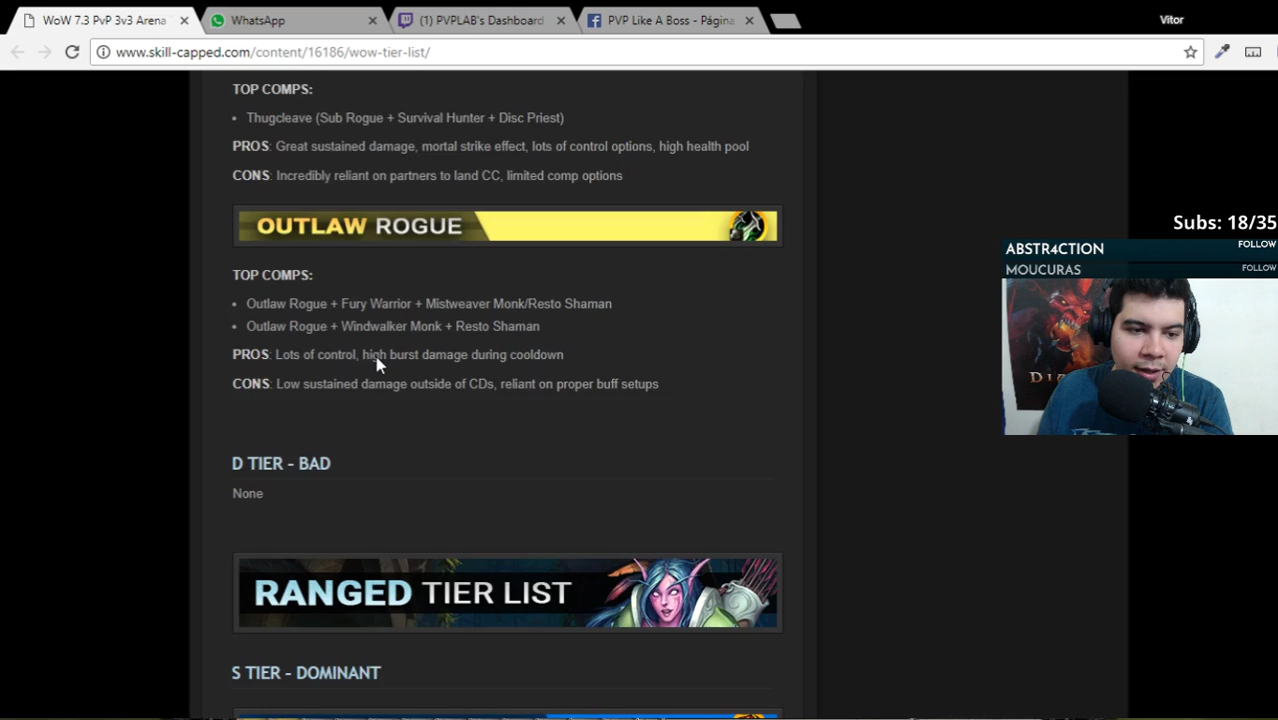 WoW 7.3 PvP 3v3 Arena
WhatsApp
(1) PVPLAB's Dashboard
PVP Like A Boss - Página
Vitor
www.skill-capped.com/content/16186/wow-tier-list/
TOP COMPS:
• Thugcleave (Sub Rogue + Survival Hunter + Disc Priest)
PROS: Great sustained damage, mortal strike effect, lots of control options, high health pool
CONS: Incredibly reliant on partners to land CC, limited comp options
OUTLAW ROGUE
TOP COMPS:
• Outlaw Rogue + Fury Warrior + Mistweaver Monk/Resto Shaman
• Outlaw Rogue + Windwalker Monk + Resto Shaman
PROS: Lots of control, high burst damage during cooldown
CONS: Low sustained damage outside of CDs, reliant on proper buff setups
D TIER - BAD
None
RANGED TIER LIST
S TIER - DOMINANT
Subs: 18/35
ABSTR4CTION FOLLOW
MOUCURAS FOLLOW